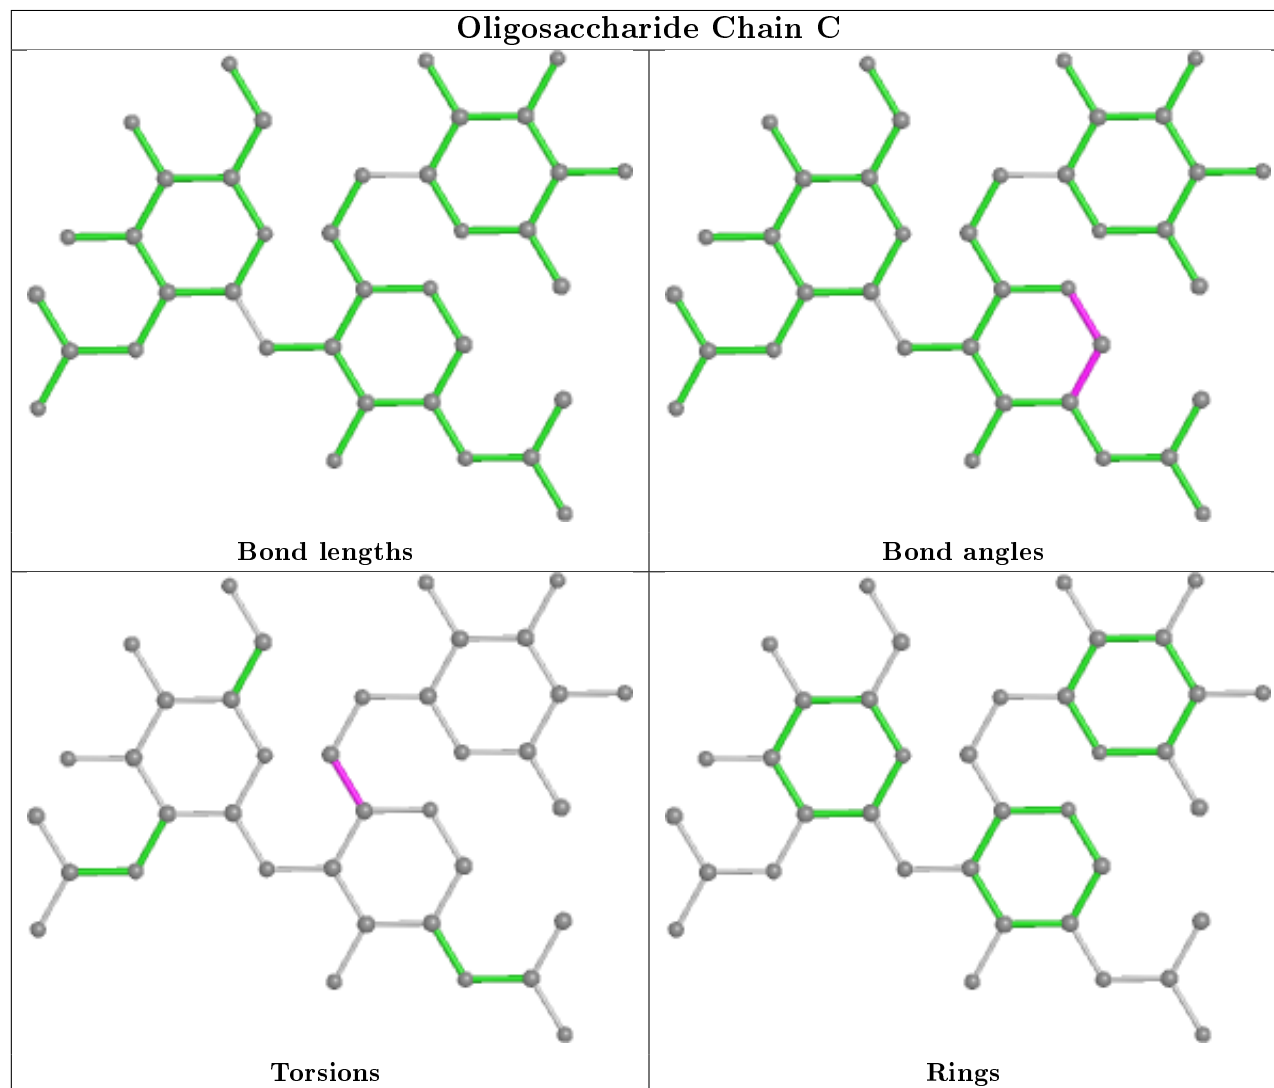 Oligosaccharide Chain C
Bond lengths
Bond angles
Torsions
Rings